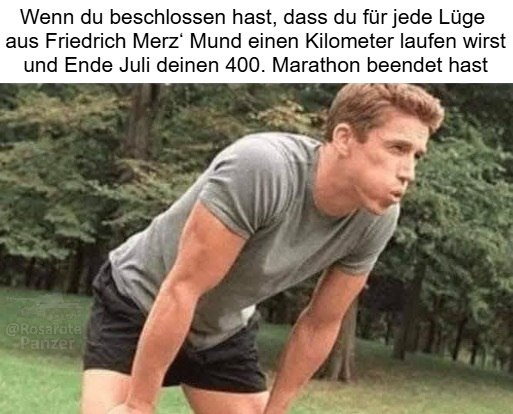 Wenn du beschlossen hast, dass du für jede Lüge
aus Friedrich Merz‘ Mund einen Kilometer laufen wirst
und Ende Juli deinen 400. Marathon beendet hast
@Rosarote
Panzer